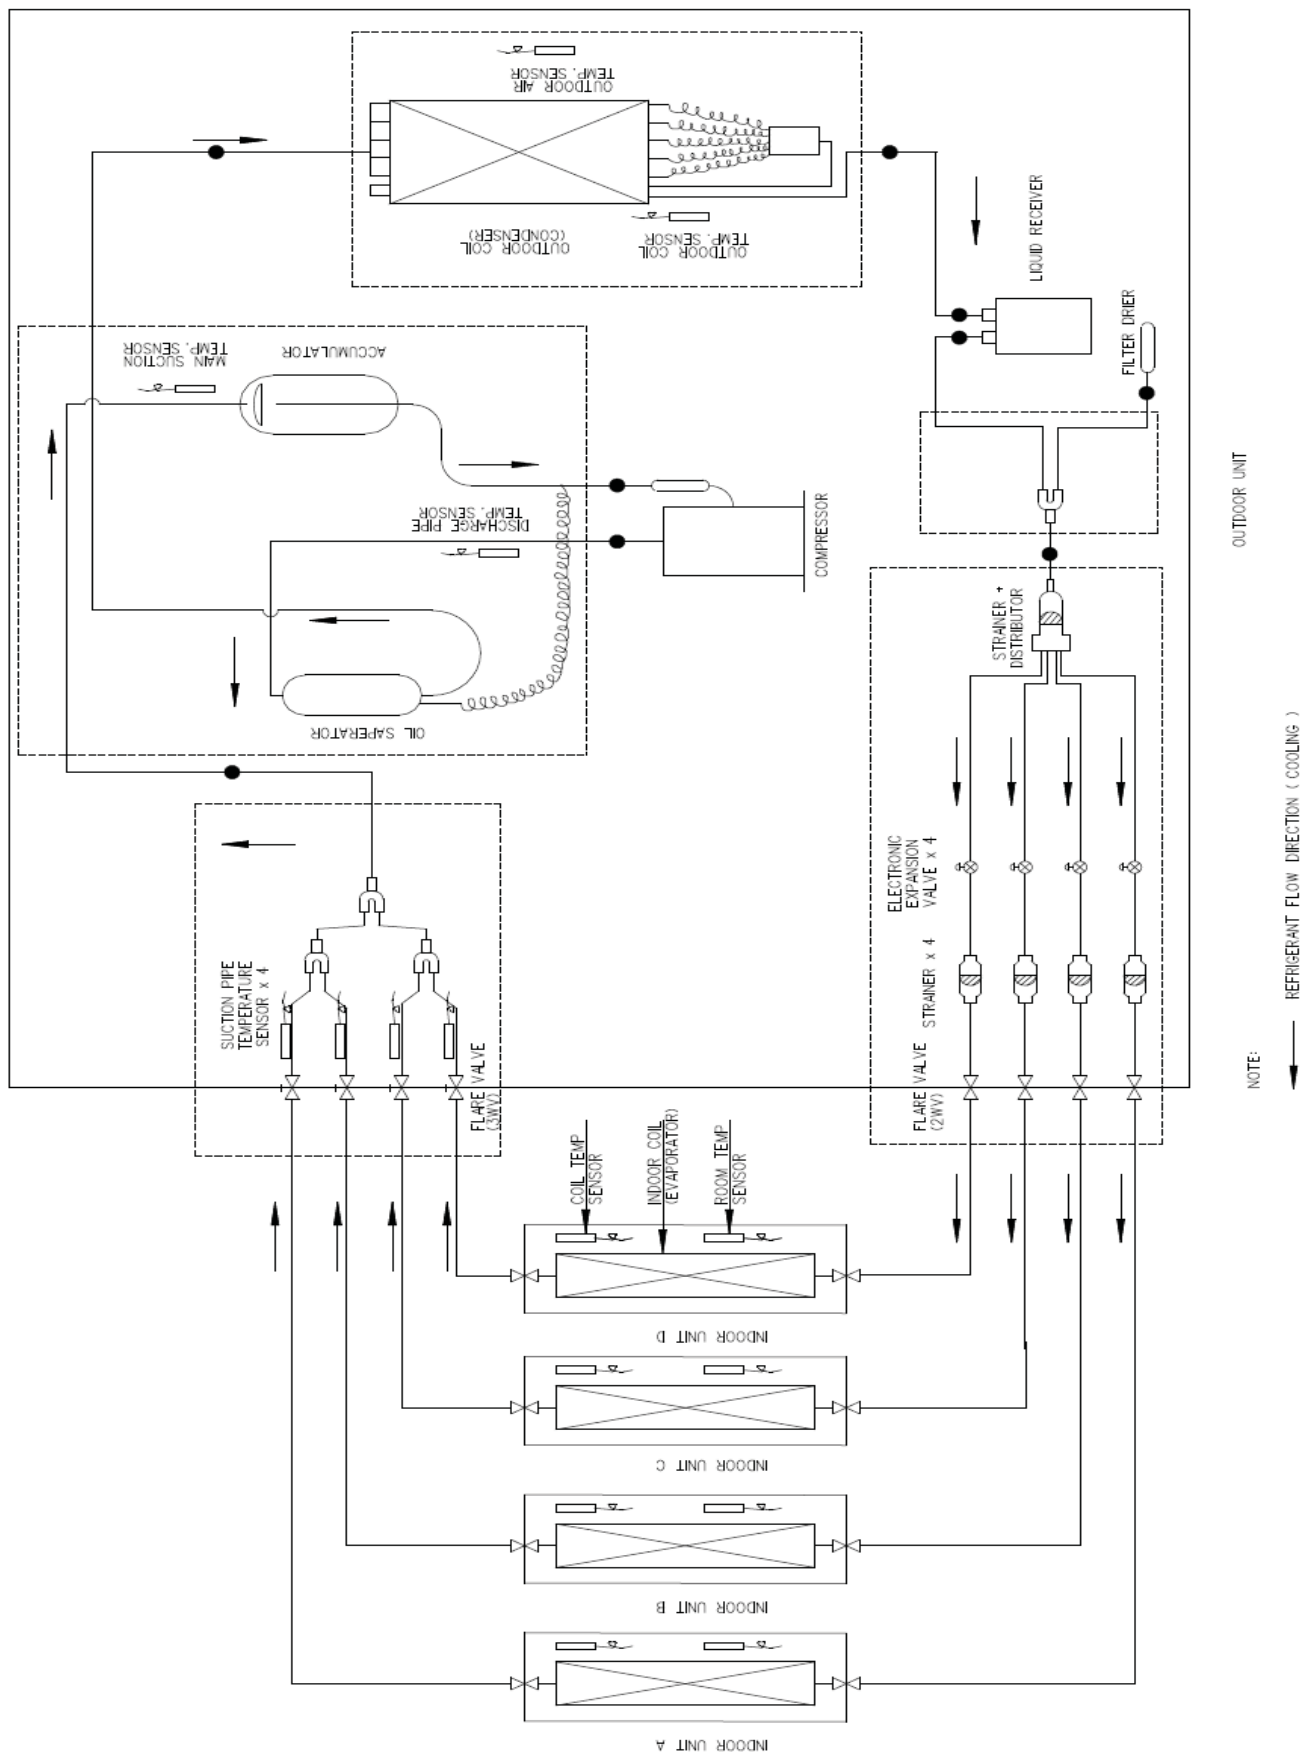 OUTDOOR AIR
TEMP. SENSOR
OUTDOOR COIL
(CONDENSER)
OUTDOOR COIL
TEMP. SENSOR
LIQUID RECEIVER
FILTER DRIER
MAIN SUCTION
TEMP. SENSOR
ACCUMULATOR
DISCHARGE PIPE
TEMP. SENSOR
COMPRESSOR
OIL SAPERATOR
OUTDOOR UNIT
STRAINER +
DISTRIBUTOR
ELECTRONIC
EXPANSION
VALVE x 4
STRAINER x 4
FLARE VALVE
(2WV)
SUCTION PIPE
TEMPERATURE
SENSOR x 4
FLARE VALVE
(3WV)
COIL TEMP
SENSOR
INDOOR COIL
(EVAPORATOR)
ROOM TEMP
SENSOR
INDOOR UNIT D
INDOOR UNIT C
INDOOR UNIT B
INDOOR UNIT A
NOTE:
REFRIGERANT FLOW DIRECTION ( COOLING )